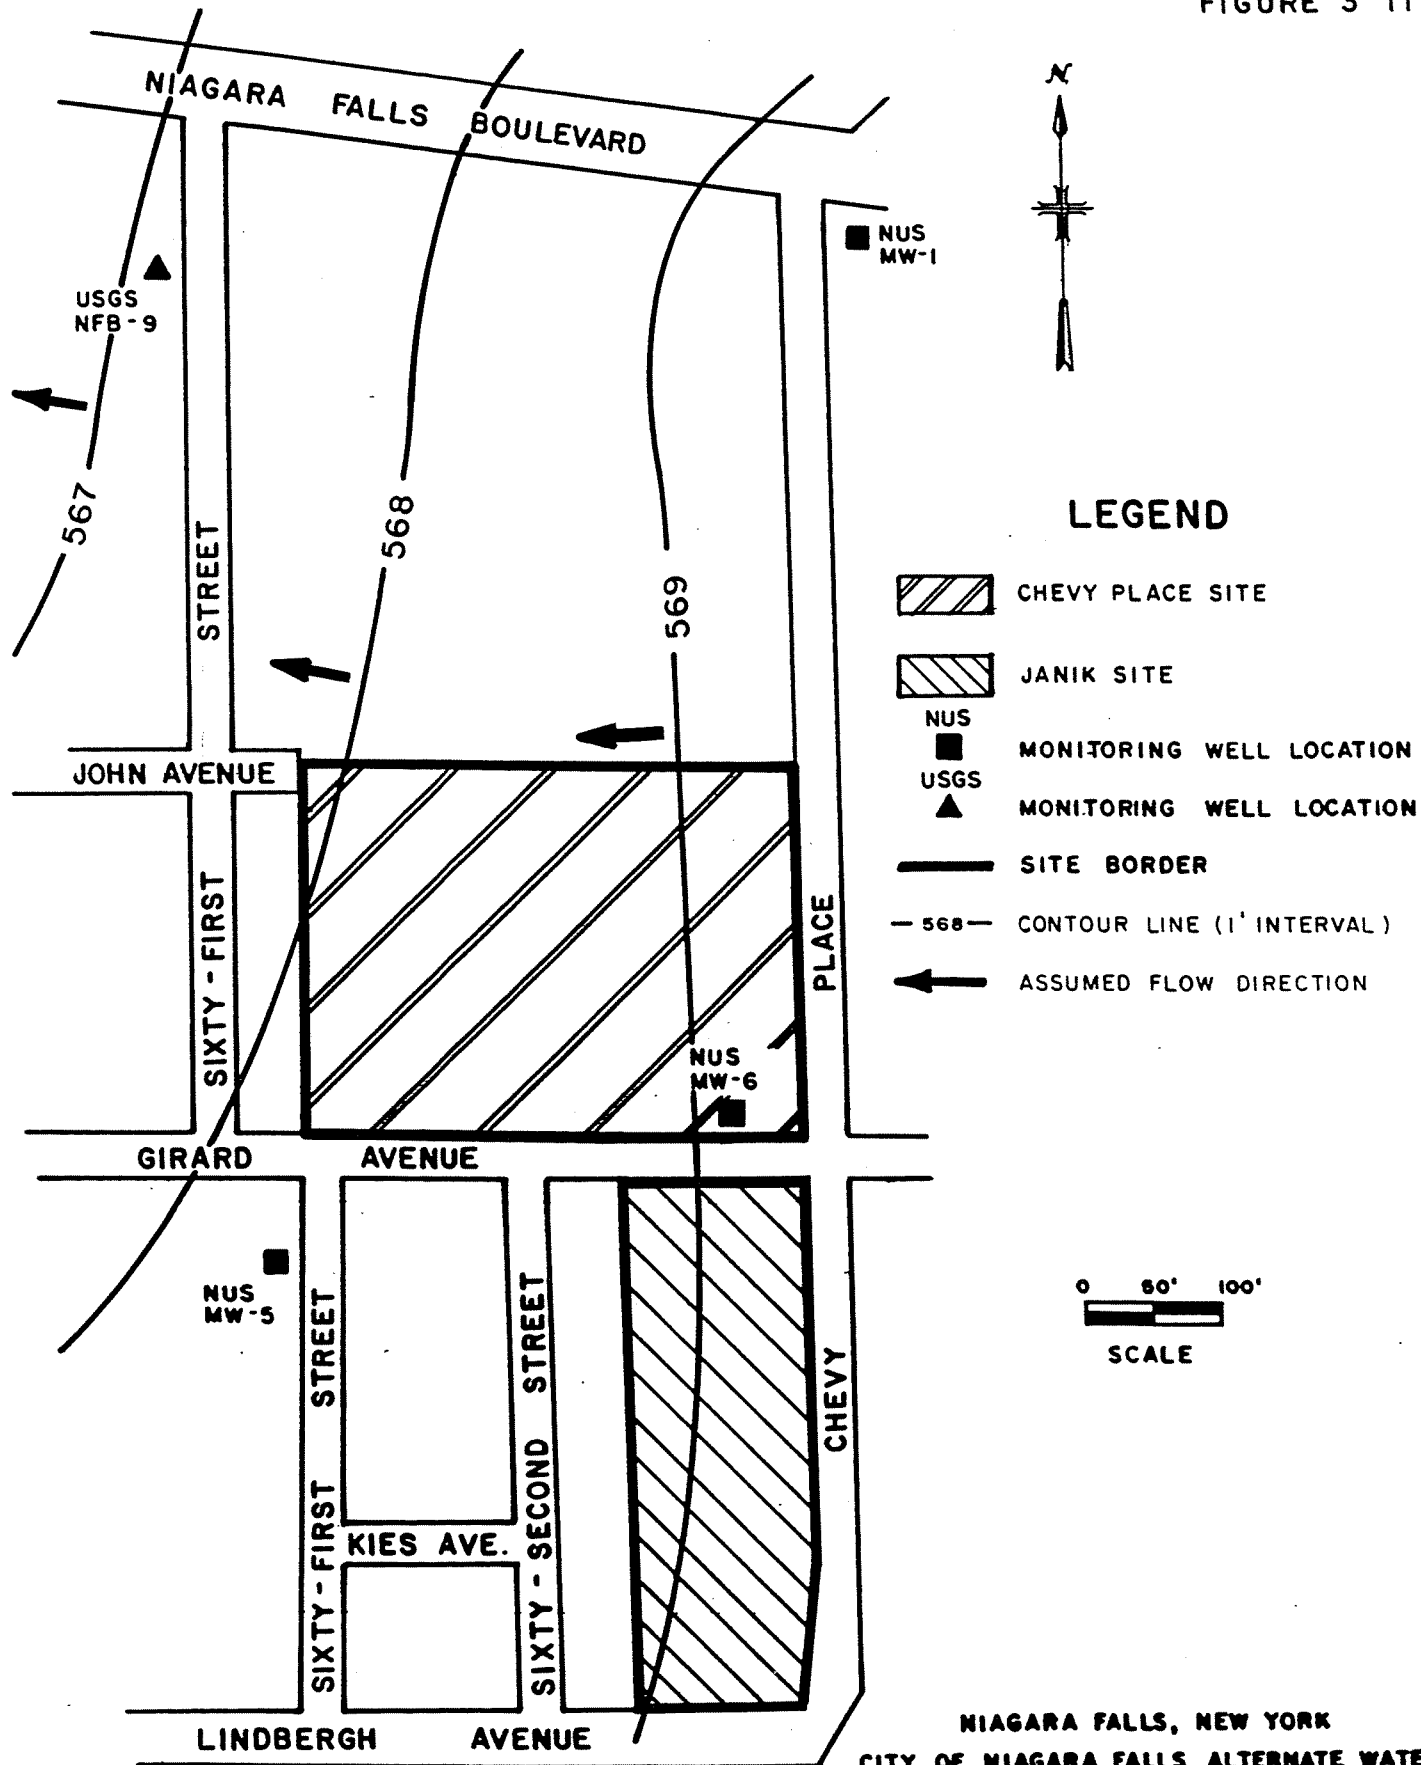 FIGURE 3
N
NIAGARA FALLS BOULEVARD
NUS
MW-1
USGS
NFB-9
567
568
569
STREET
LEGEND
CHEVY PLACE SITE
JANIK SITE
NUS
MONITORING WELL LOCATION
USGS
MONITORING WELL LOCATION
SITE BORDER
568 CONTOUR LINE (1' INTERVAL)
ASSUMED FLOW DIRECTION
JOHN AVENUE
SIXTY-FIRST
PLACE
NUS
MW-6
GIRARD AVENUE
NUS
MW-5
SIXTY-FIRST STREET
SIXTY-SECOND STREET
CHEVY
0 50' 100'
SCALE
KIES AVE.
LINDBERGH AVENUE
NIAGARA FALLS, NEW YORK
CITY OF NIAGARA FALLS ALTERNATE WATE